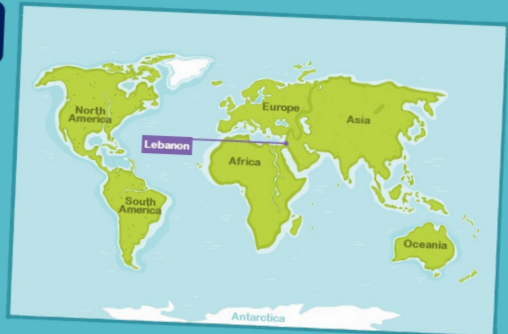 North
America
Europe
Asia
Lebanon
Africa
South
America
Oceania
Antarctica